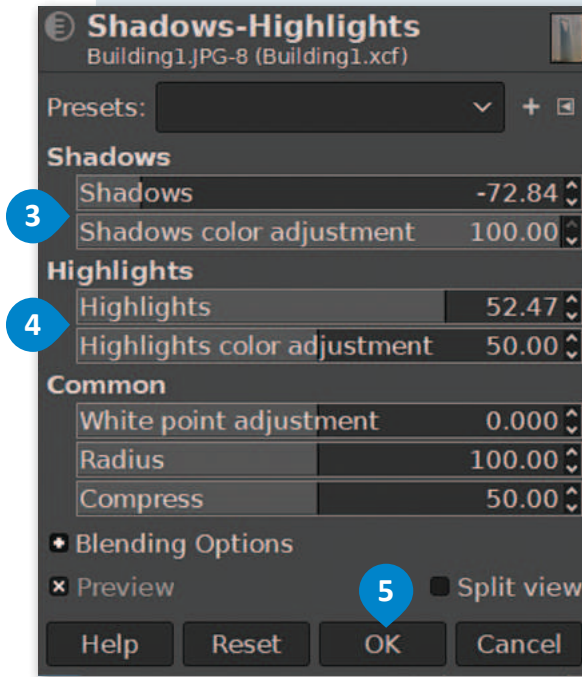 Shadows-Highlights
Building1.JPG-8 (Building1.xcf)
Presets:
Shadows
3
Shadows -72.84
Shadows color adjustment 100.00
Highlights
4
Highlights 52.47
Highlights color adjustment 50.00
Common
White point adjustment 0.000
Radius 100.00
Compress 50.00
Blending Options
Preview 5 Split view
Help Reset OK Cancel